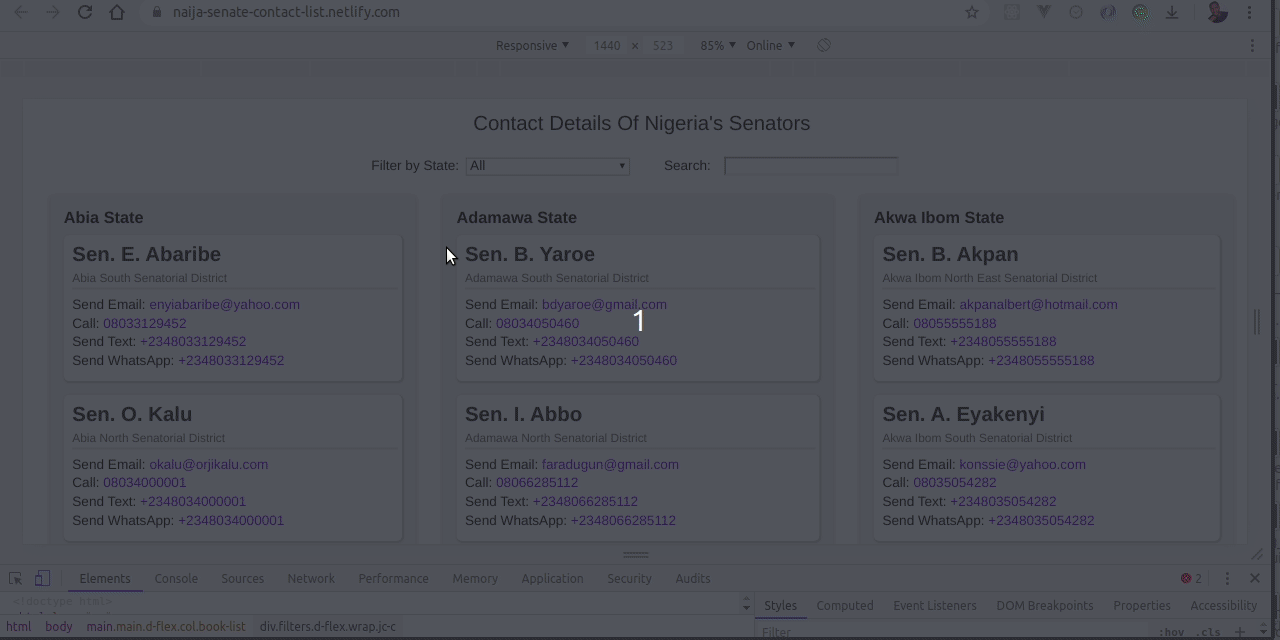 naija-senate-contact-list.netlify.com
Responsive 1440 × 523 85% Online
Contact Details Of Nigeria's Senators
Filter by State: All Search:
Abia State
Sen. E. Abaribe
Abia South Senatorial District
Send Email: enyiabaribe@yahoo.com
Call: 08033129452
Send Text: +2348033129452
Send WhatsApp: +2348033129452
Sen. O. Kalu
Abia North Senatorial District
Send Email: okalu@orjikalu.com
Call: 08034000001
Send Text: +2348034000001
Send WhatsApp: +2348034000001
Adamawa State
Sen. B. Yaroe
Adamawa South Senatorial District
Send Email: bdyaroe@gmail.com
Call: 08034050460
Send Text: +2348034050460
Send WhatsApp: +2348034050460
Sen. I. Abbo
Adamawa North Senatorial District
Send Email: faradugun@gmail.com
Call: 08066285112
Send Text: +2348066285112
Send WhatsApp: +2348066285112
Akwa Ibom State
Sen. B. Akpan
Akwa Ibom North East Senatorial District
Send Email: akpanalbert@hotmail.com
Call: 08055555188
Send Text: +2348055555188
Send WhatsApp: +2348055555188
Sen. A. Eyakenyi
Akwa Ibom South Senatorial District
Send Email: konssie@yahoo.com
Call: 08035054282
Send Text: +2348035054282
Send WhatsApp: +2348035054282
1
Elements Console Sources Network Performance Memory Application Security Audits 2
<!doctype html>
html body main.main.d-flex.col.book-list div.filters.d-flex.wrap.jc-c
Styles Computed Event Listeners DOM Breakpoints Properties Accessibility
Filter :hov .cls +